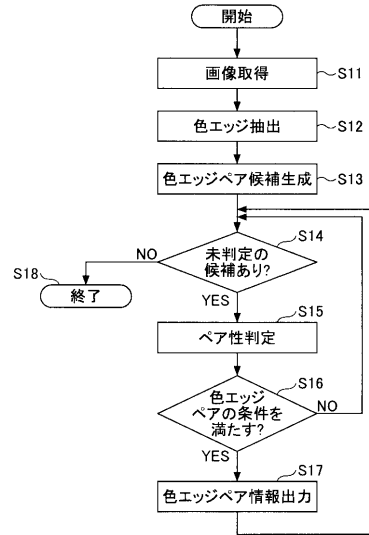 開始
画像取得
S11
色エッジ抽出
S12
色エッジペア候補生成
S13
S14
未判定の
候補あり?
NO
S18
終了
YES
S15
ペア性判定
S16
色エッジ
ペアの条件を
満たす?
NO
YES
S17
色エッジペア情報出力